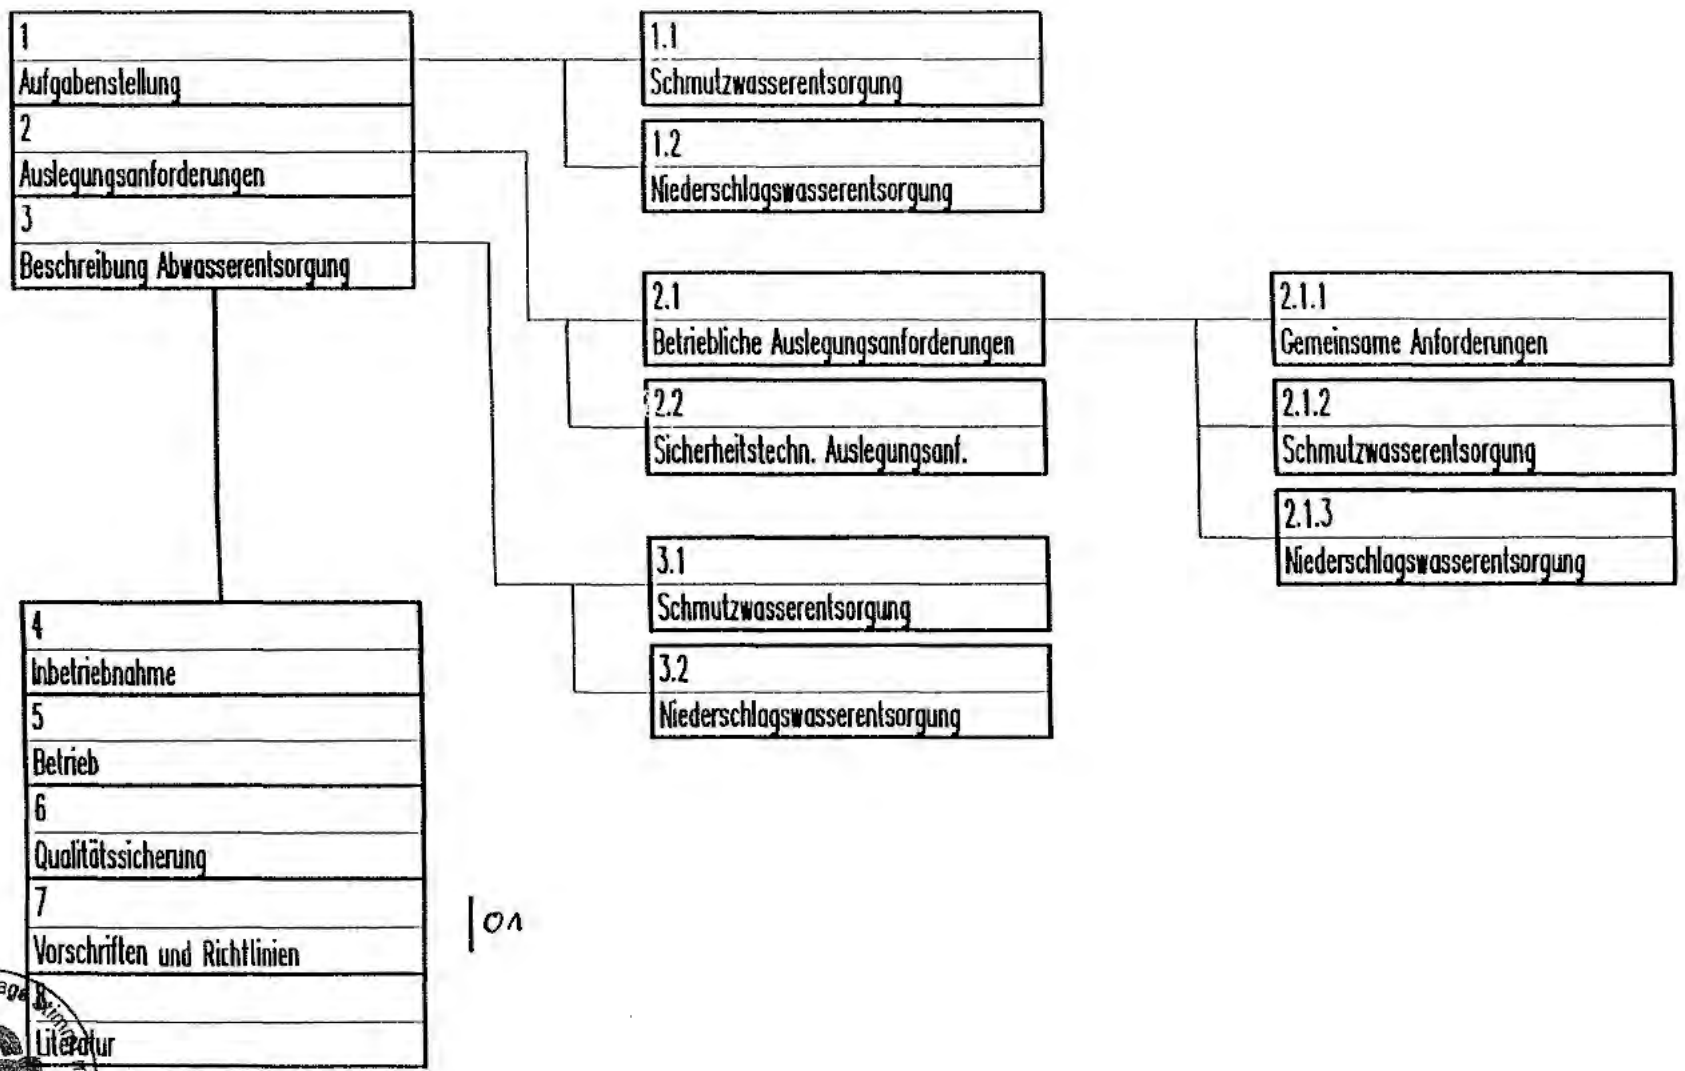 1
Aufgabenstellung
2
Auslegungsanforderungen
3
Beschreibung Abwasserentsorgung
1.1
Schmutzwasserentsorgung
1.2
Niederschlagswasserentsorgung
2.1
Betriebliche Auslegungsanforderungen
2.2
Sicherheitstechn. Auslegungsanf.
2.1.1
Gemeinsame Anforderungen
2.1.2
Schmutzwasserentsorgung
2.1.3
Niederschlagswasserentsorgung
3.1
Schmutzwasserentsorgung
3.2
Niederschlagswasserentsorgung
4
Inbetriebnahme
5
Betrieb
6
Qualitätssicherung
7
Vorschriften und Richtlinien
01
8
Literatur